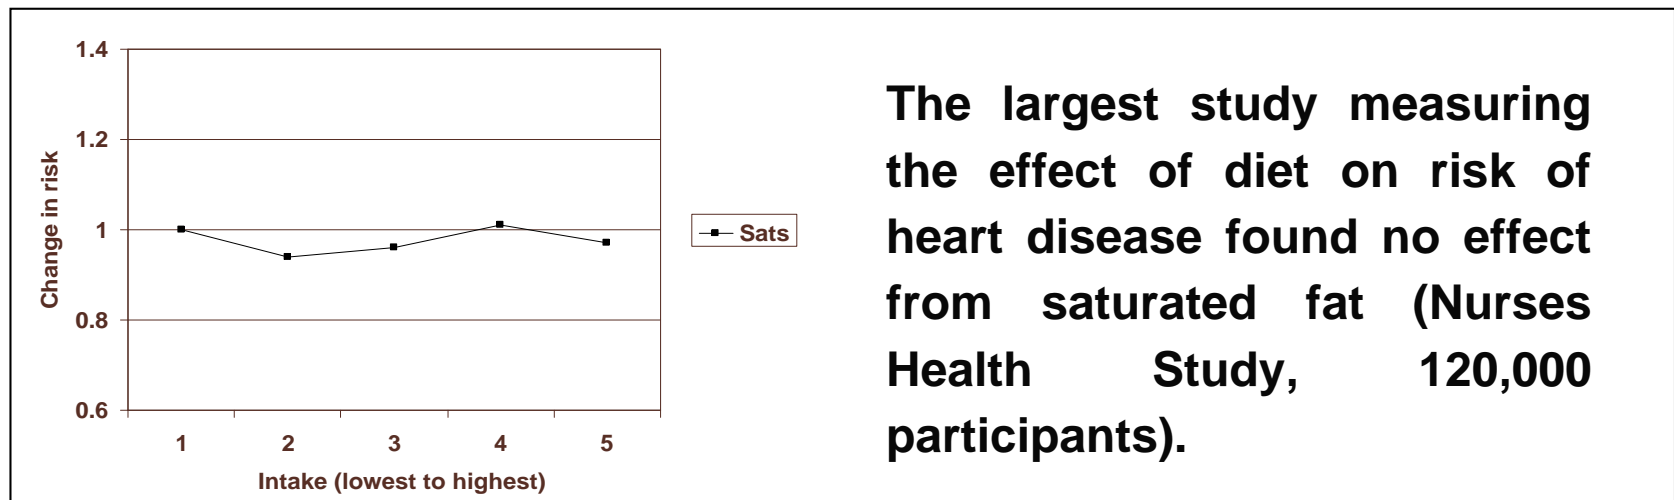 1.4
1.2
1
0.8
0.6
Change in risk
1 2 3 4 5
Intake (lowest to highest)
Sats
The largest study measuring
the effect of diet on risk of
heart disease found no effect
from saturated fat (Nurses
Health Study, 120,000
participants).